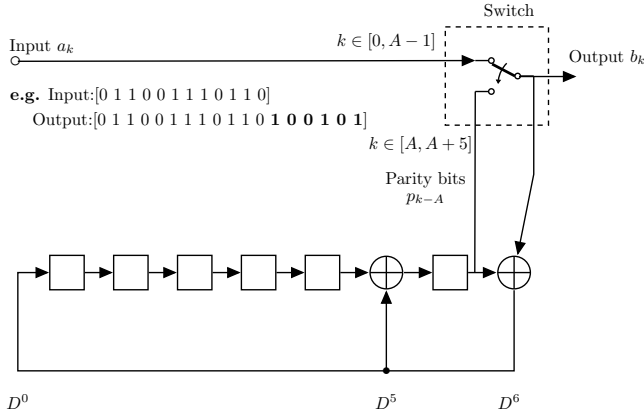 Switch
Input a_k
k ∈ [0, A−1]
Output b_k
e.g. Input:[0 1 1 0 0 1 1 1 0 1 1 0]
Output:[0 1 1 0 0 1 1 1 0 1 1 0 1 0 0 1 0 1]
k ∈ [A, A+5]
Parity bits
p_{k−A}
D^0
D^5
D^6